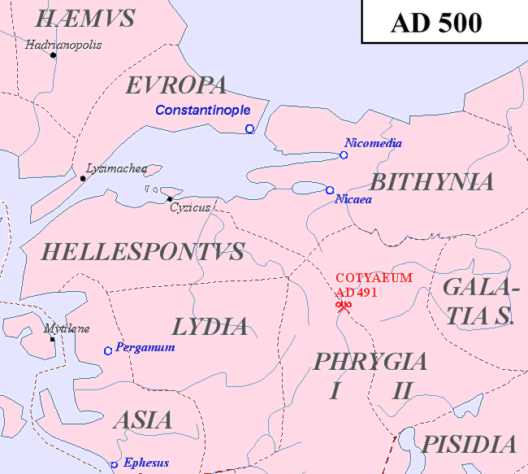 HÆMVS
AD 500
Hadrianopolis
EVROPA
Constantinople
Nicomedia
Lysimachea
BITHYNIA
Nicaea
Cyzicus
HELLESPONTVS
COTYAEUM
AD 491
GALA-
TIA S.
LYDIA
Mytilene
Pergamum
PHRYGIA
I II
ASIA
PISIDIA
Ephesus